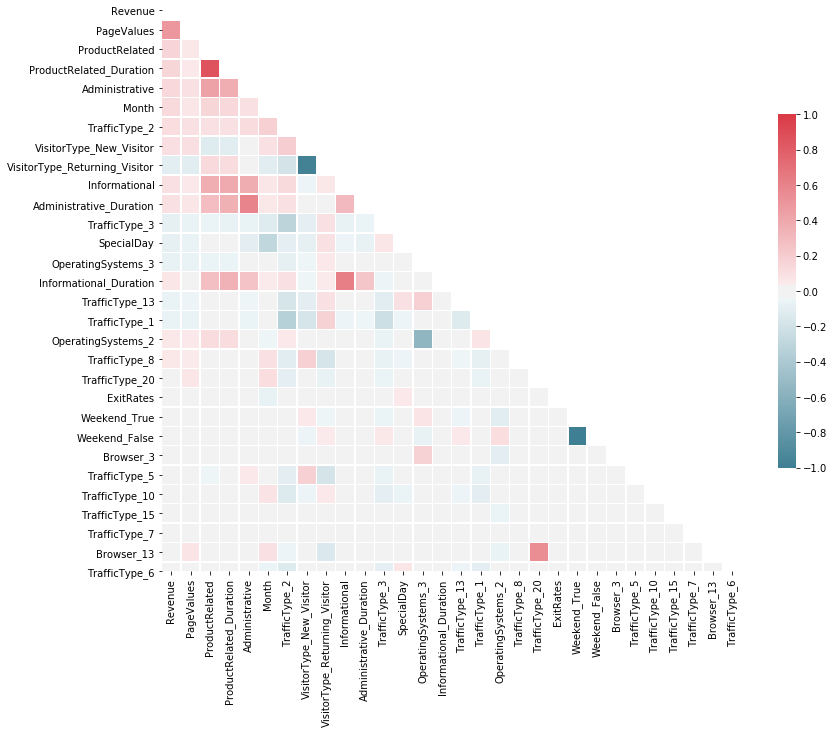 Revenue
PageValues
ProductRelated
ProductRelated_Duration
Administrative
Month
TrafficType_2
VisitorType_New_Visitor
VisitorType_Returning_Visitor
Informational
Administrative_Duration
TrafficType_3
SpecialDay
OperatingSystems_3
Informational_Duration
TrafficType_13
TrafficType_1
OperatingSystems_2
TrafficType_8
TrafficType_20
ExitRates
Weekend_True
Weekend_False
Browser_3
TrafficType_5
TrafficType_10
TrafficType_15
TrafficType_7
Browser_13
TrafficType_6
1.0
0.8
0.6
0.4
0.2
0.0
−0.2
−0.4
−0.6
−0.8
−1.0
Revenue
PageValues
ProductRelated
ProductRelated_Duration
Administrative
Month
TrafficType_2
VisitorType_New_Visitor
VisitorType_Returning_Visitor
Informational
Administrative_Duration
TrafficType_3
SpecialDay
OperatingSystems_3
Informational_Duration
TrafficType_13
TrafficType_1
OperatingSystems_2
TrafficType_8
TrafficType_20
ExitRates
Weekend_True
Weekend_False
Browser_3
TrafficType_5
TrafficType_10
TrafficType_15
TrafficType_7
Browser_13
TrafficType_6